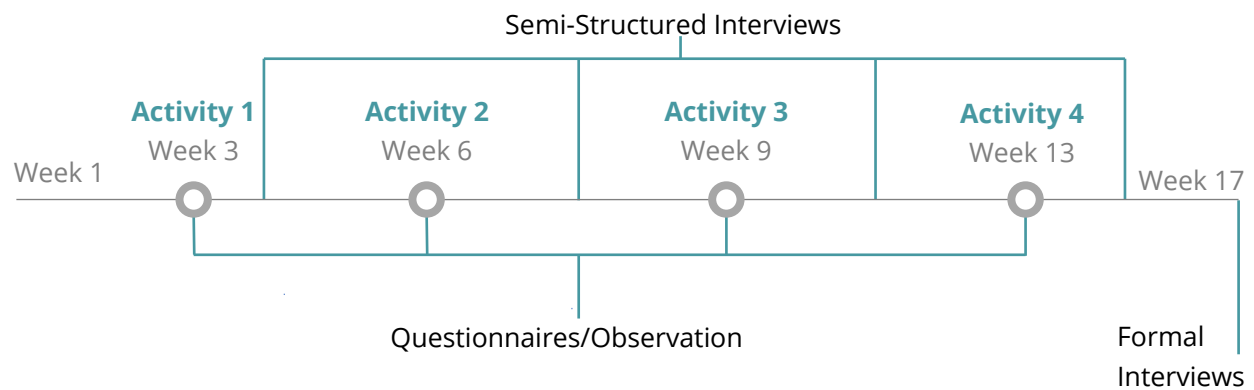 Semi-Structured Interviews
Activity 1
Activity 2
Activity 3
Activity 4
Week 3
Week 6
Week 9
Week 13
Week 1
Week 17
Questionnaires/Observation
Formal
Interviews